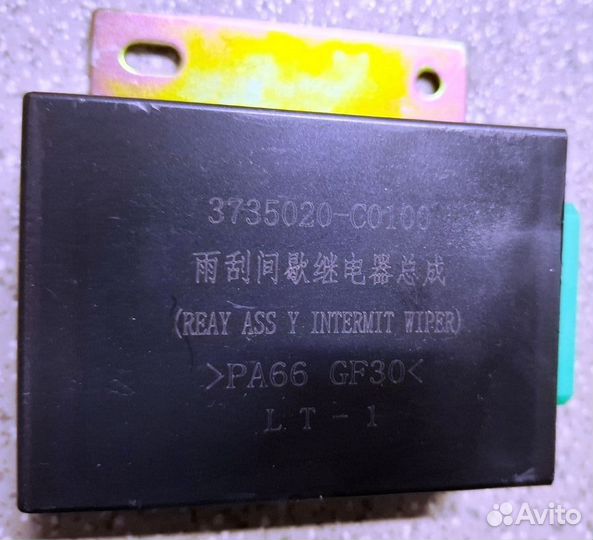 3735020-C0100
雨刮间歇继电器总成
(REAY ASS Y INTERMIT WIPER)
>PA66 GF30<
L T - 1
Avito